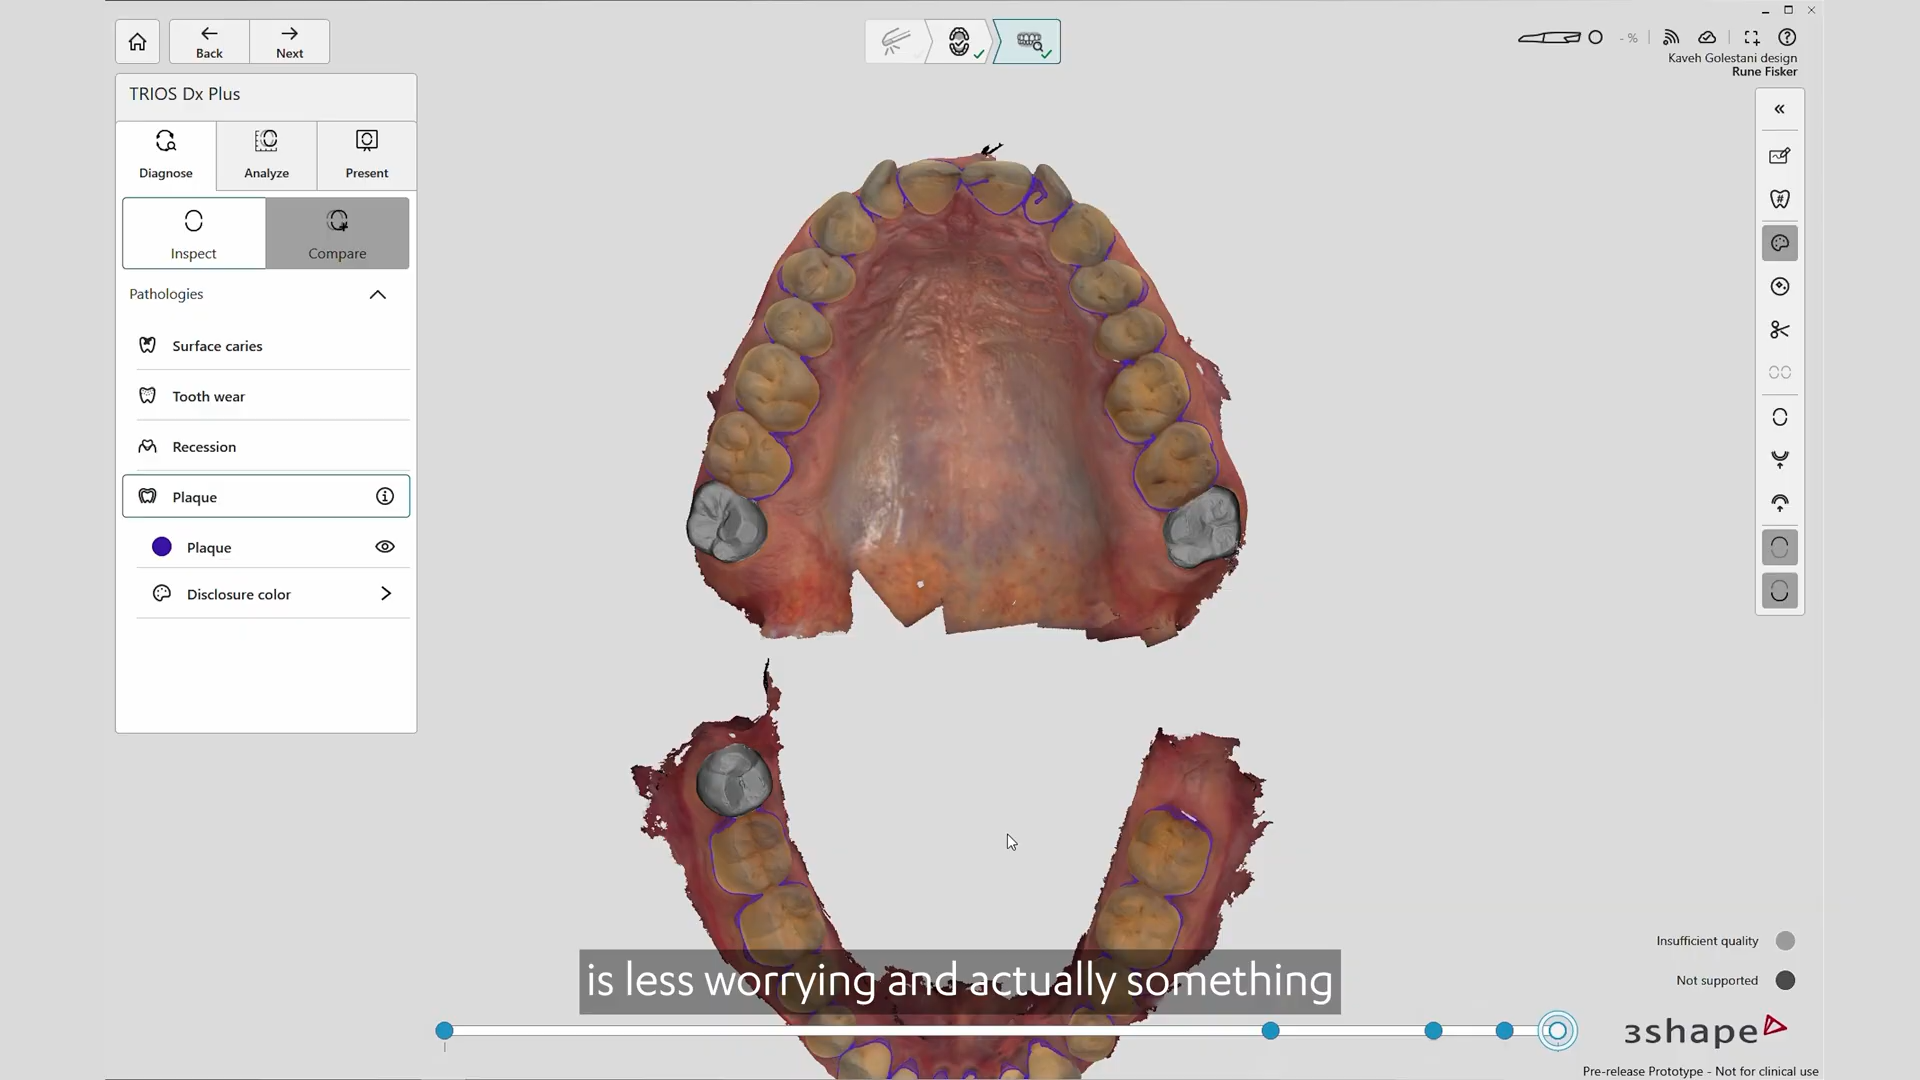 Back
Next
- %
Kaveh Golestani design
Rune Fisker
TRIOS Dx Plus
Diagnose
Analyze
Present
Inspect
Compare
Pathologies
Surface caries
Tooth wear
Recession
Plaque
Plaque
Disclosure color
Insufficient quality
Not supported
is less worrying and actually something
3shape
Pre-release Prototype - Not for clinical use